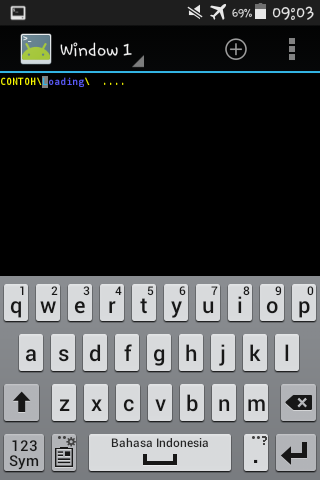 69% 09:03
Window 1
CONTOH\loading\ ....
1 2 3 4 5 6 7 8 9 0
q w e r t y u i o p
a s d f g h j k l
z x c v b n m
123 Sym Bahasa Indonesia . ?